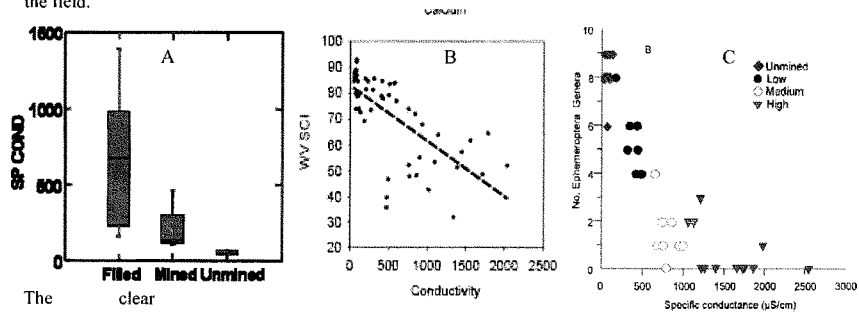 the field.
Calcium
A
SP COND
1500
1000
500
0
Filled Mined Unmined
B
WV SCI
100
90
80
70
60
50
40
30
20
0 500 1000 1500 2000 2500
Conductivity
B C
No. Ephemeroptera Genera
10
8
6
4
2
0
Unmined
Low
Medium
High
0 500 1000 1500 2000 2500 3000
Specific conductance (µS/cm)
The clear